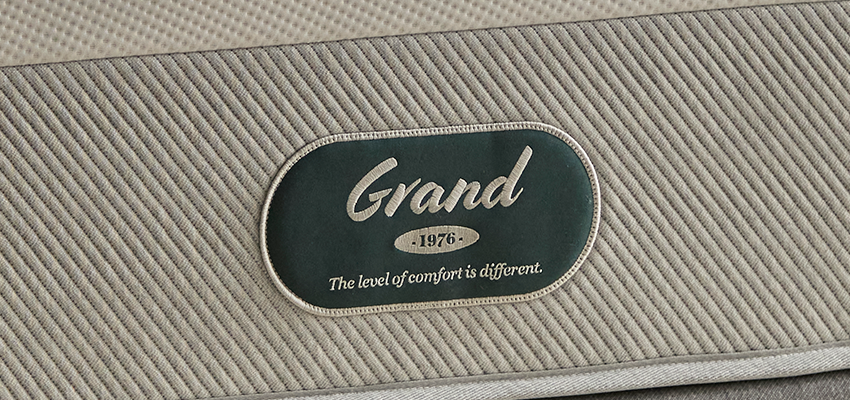 Grand
-1976-
The level of comfort is different.